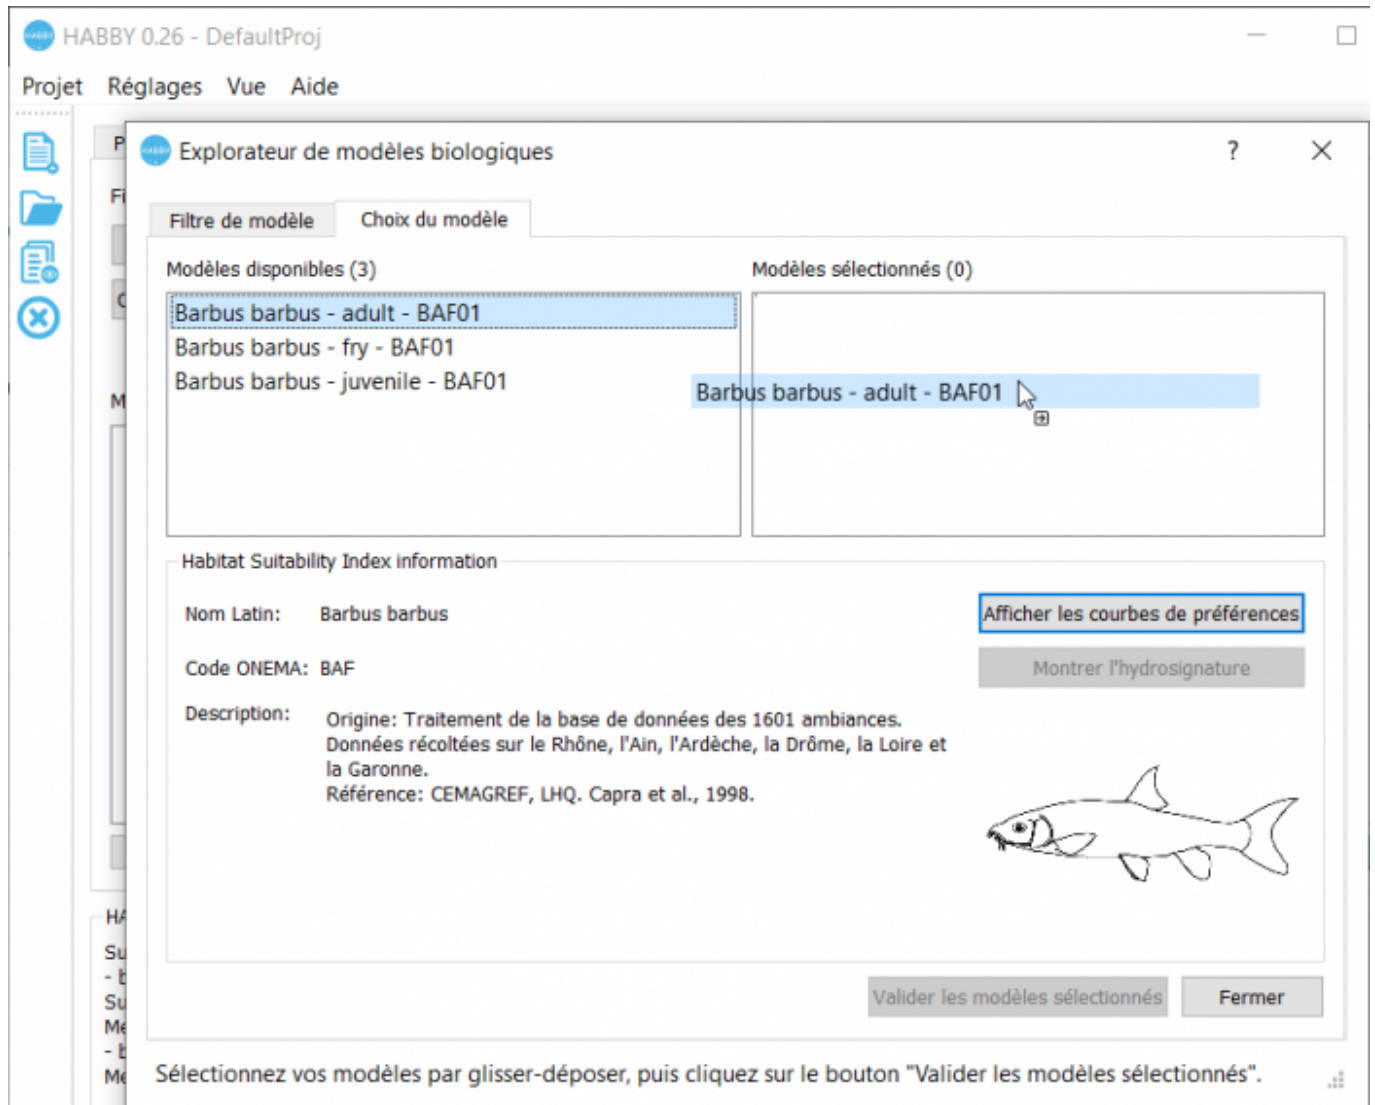 HABBY 0.26 - DefaultProj
Projet Réglages Vue Aide
HABBY Explorateur de modèles biologiques ?
Filtre de modèle Choix du modèle
Modèles disponibles (3) Modèles sélectionnés (0)
Barbus barbus - adult - BAF01
Barbus barbus - fry - BAF01
Barbus barbus - juvenile - BAF01
Barbus barbus - adult - BAF01
Habitat Suitability Index information
Nom Latin: Barbus barbus
Afficher les courbes de préférences
Code ONEMA: BAF
Montrer l'hydrosignature
Description: Origine: Traitement de la base de données des 1601 ambiances.
Données récoltées sur le Rhône, l'Ain, l'Ardèche, la Drôme, la Loire et
la Garonne.
Référence: CEMAGREF, LHQ. Capra et al., 1998.
Valider les modèles sélectionnés Fermer
Sélectionnez vos modèles par glisser-déposer, puis cliquez sur le bouton "Valider les modèles sélectionnés".